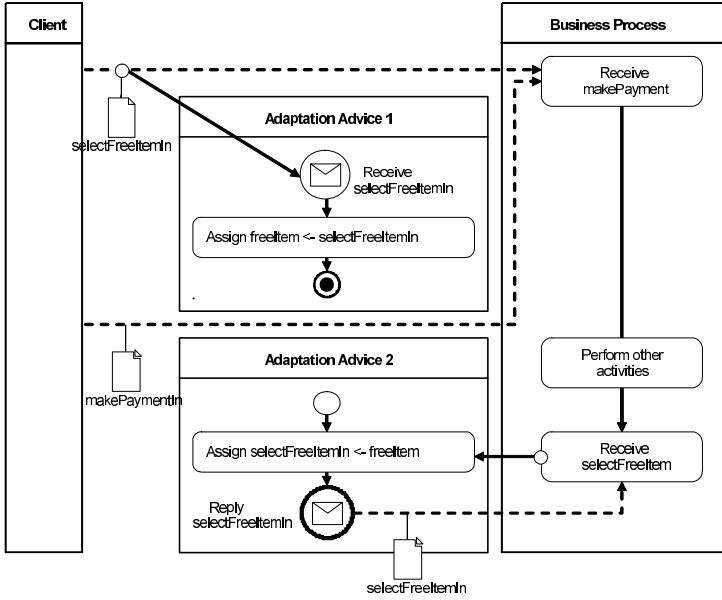 Client
Business Process
Receive
makePayment
selectFreeItemIn
Adaptation Advice 1
Receive
selectFreeItemIn
Assign freeItem <- selectFreeItemIn
makePaymentIn
Adaptation Advice 2
Perform other
activities
Assign selectFreeItemIn <- freeItem
Receive
selectFreeItem
Reply
selectFreeItemIn
selectFreeItemIn